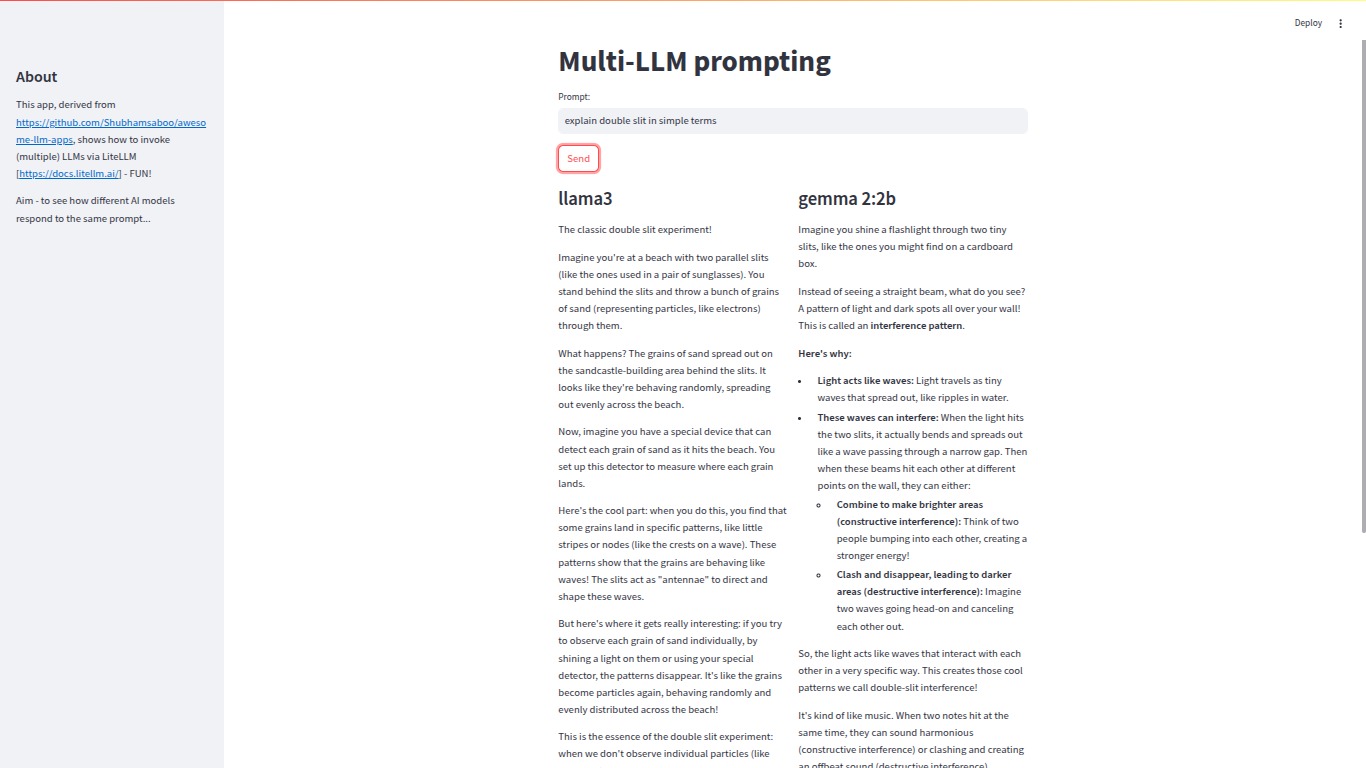 Deploy
About
This app, derived from
https://github.com/Shubhamsaboo/aweso
me-llm-apps, shows how to invoke
(multiple) LLMs via LiteLLM
[https://docs.litellm.ai/] - FUN!
Aim - to see how different AI models
respond to the same prompt...
Multi-LLM prompting
Prompt:
explain double slit in simple terms
Send
llama3
The classic double slit experiment!
Imagine you're at a beach with two parallel slits
(like the ones used in a pair of sunglasses). You
stand behind the slits and throw a bunch of grains
of sand (representing particles, like electrons)
through them.
What happens? The grains of sand spread out on
the sandcastle-building area behind the slits. It
looks like they're behaving randomly, spreading
out evenly across the beach.
Now, imagine you have a special device that can
detect each grain of sand as it hits the beach. You
set up this detector to measure where each grain
lands.
Here's the cool part: when you do this, you find that
some grains land in specific patterns, like little
stripes or nodes (like the crests on a wave). These
patterns show that the grains are behaving like
waves! The slits act as "antennae" to direct and
shape these waves.
But here's where it gets really interesting: if you try
to observe each grain of sand individually, by
shining a light on them or using your special
detector, the patterns disappear. It's like the grains
become particles again, behaving randomly and
evenly distributed across the beach!
This is the essence of the double slit experiment:
when we don't observe individual particles (like
gemma 2:2b
Imagine you shine a flashlight through two tiny
slits, like the ones you might find on a cardboard
box.
Instead of seeing a straight beam, what do you see?
A pattern of light and dark spots all over your wall!
This is called an interference pattern.
Here's why:
• Light acts like waves: Light travels as tiny
waves that spread out, like ripples in water.
• These waves can interfere: When the light hits
the two slits, it actually bends and spreads out
like a wave passing through a narrow gap. Then
when these beams hit each other at different
points on the wall, they can either:
◦ Combine to make brighter areas
(constructive interference): Think of two
people bumping into each other, creating a
stronger energy!
◦ Clash and disappear, leading to darker
areas (destructive interference): Imagine
two waves going head-on and canceling
each other out.
So, the light acts like waves that interact with each
other in a very specific way. This creates those cool
patterns we call double-slit interference!
It's kind of like music. When two notes hit at the
same time, they can sound harmonious
(constructive interference) or clashing and creating
an offbeat sound (destructive interference)